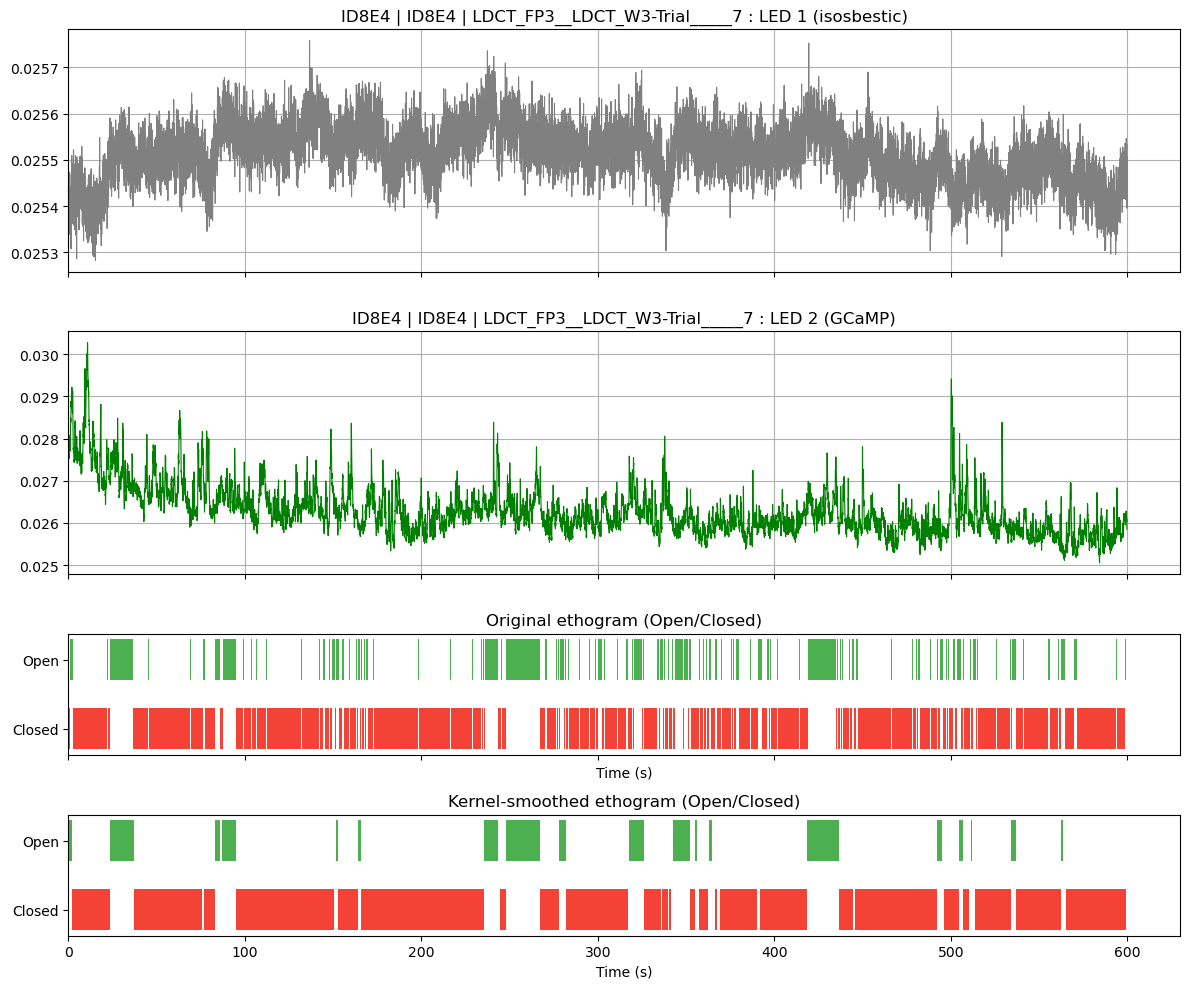 ID8E4 | ID8E4 | LDCT_FP3__LDCT_W3-Trial_____7 : LED 1 (isosbestic)
0.0257
0.0256
0.0255
0.0254
0.0253
ID8E4 | ID8E4 | LDCT_FP3__LDCT_W3-Trial_____7 : LED 2 (GCaMP)
0.030
0.029
0.028
0.027
0.026
0.025
Original ethogram (Open/Closed)
Open
Closed
Time (s)
Kernel-smoothed ethogram (Open/Closed)
Open
Closed
0 100 200 300 400 500 600
Time (s)